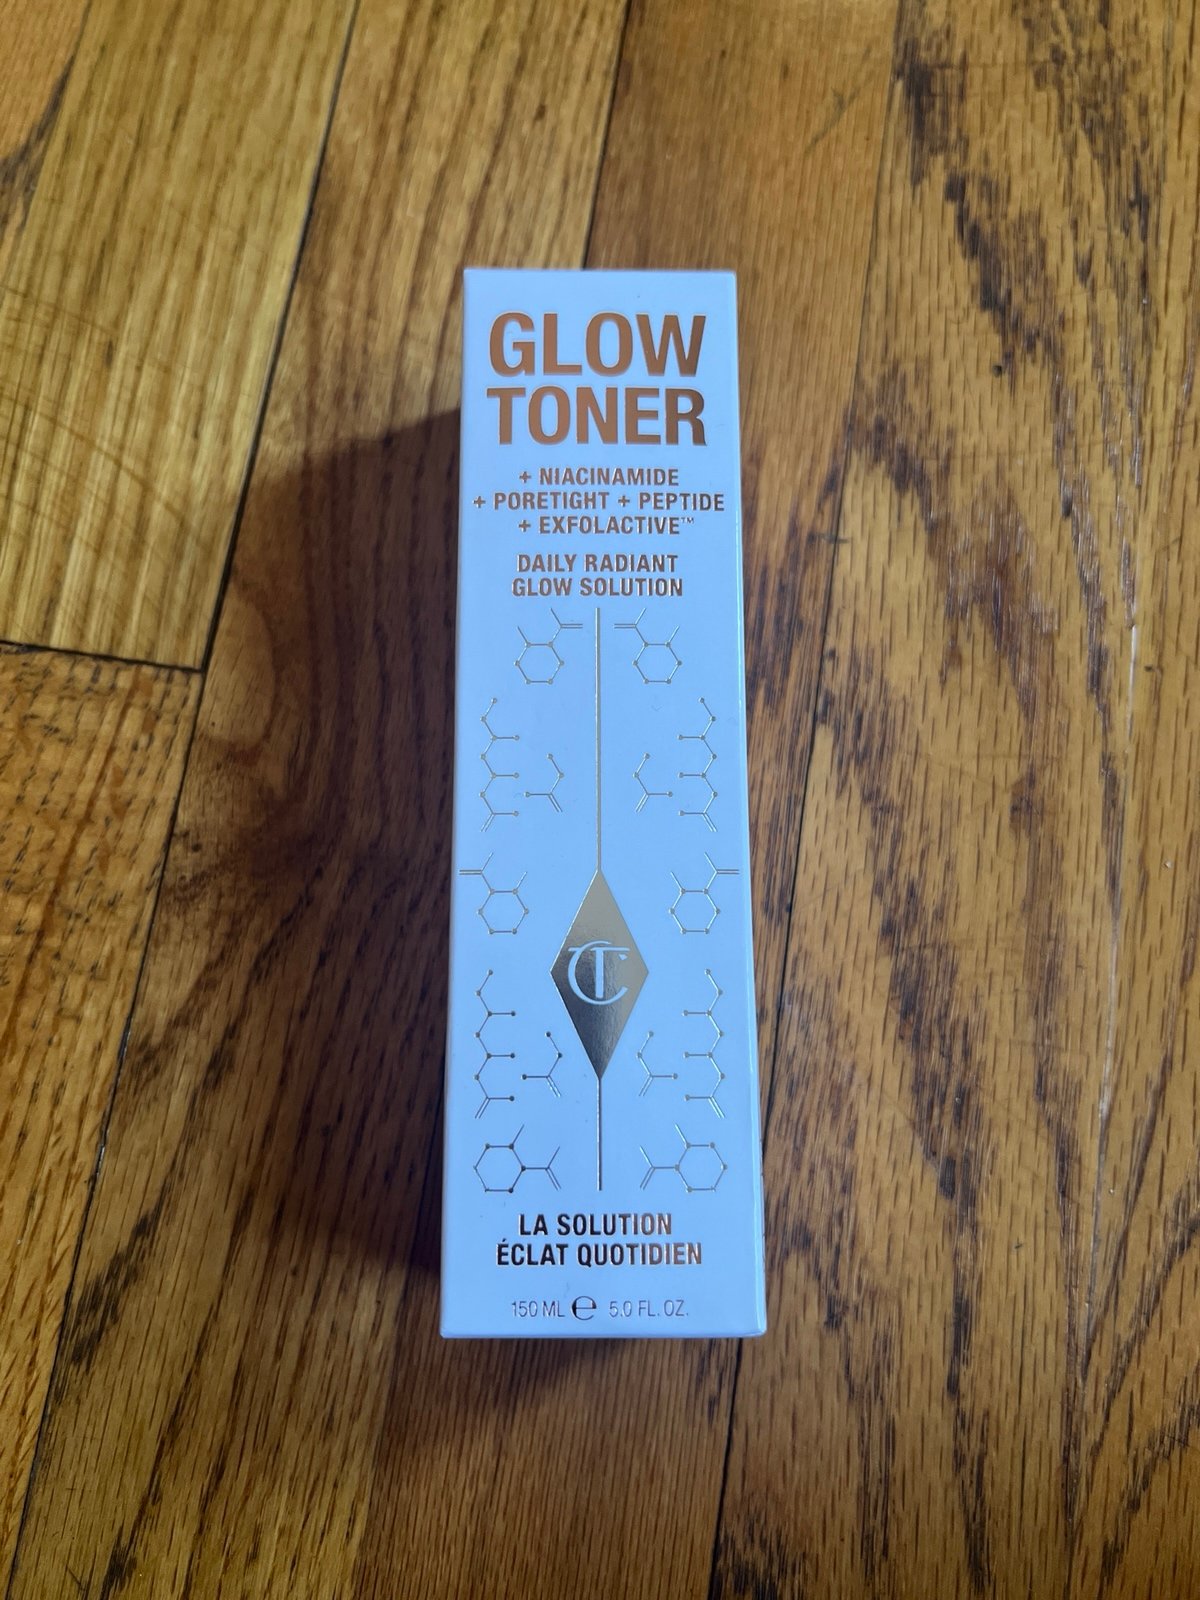 GLOW
TONER
+ NIACINAMIDE
+ PORETIGHT + PEPTIDE
+ EXFOLACTIVE™
DAILY RADIANT
GLOW SOLUTION
CT
LA SOLUTION
ÉCLAT QUOTIDIEN
150 ML ℮ 5.0 FL. OZ.